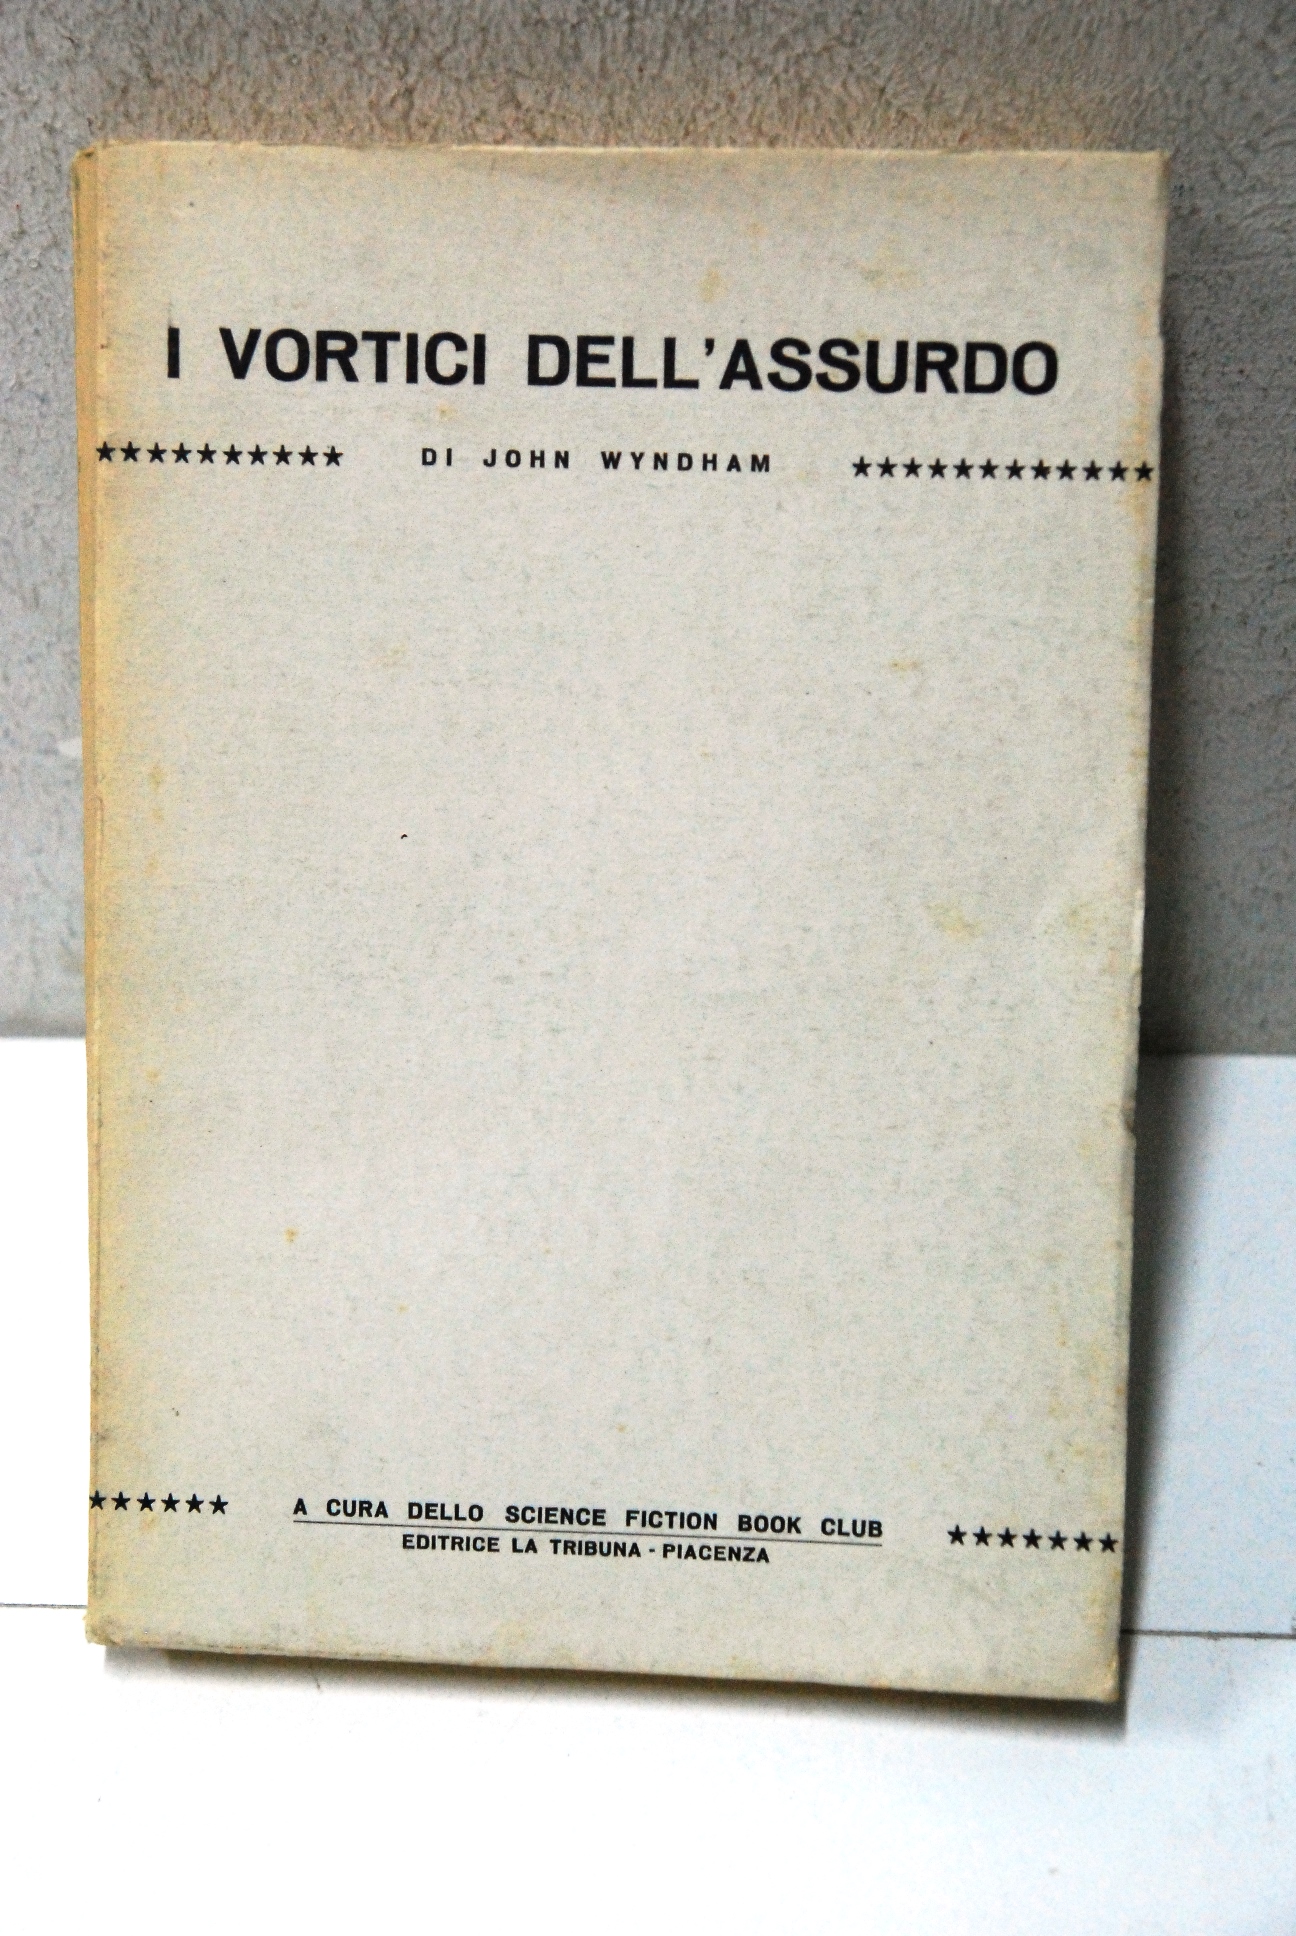 I VORTICI DELL'ASSURDO
★★★★★★★★★★ DI JOHN WYNDHAM ★★★★★★★★★★★★
★★★★★★ A CURA DELLO SCIENCE FICTION BOOK CLUB ★★★★★★★
EDITRICE LA TRIBUNA - PIACENZA